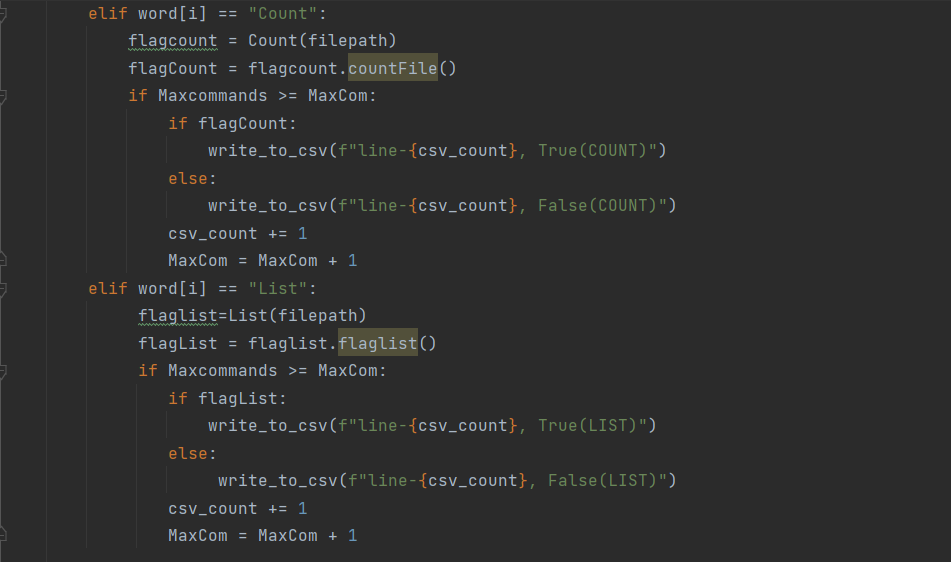 elif word[i] == "Count":
    flagcount = Count(filepath)
    flagCount = flagcount.countFile()
    if Maxcommands >= MaxCom:
        if flagCount:
            write_to_csv(f"line-{csv_count}, True(COUNT)")
        else:
            write_to_csv(f"line-{csv_count}, False(COUNT)")
        csv_count += 1
        MaxCom = MaxCom + 1
elif word[i] == "List":
     flaglist=List(filepath)
     flagList = flaglist.flaglist()
     if Maxcommands >= MaxCom:
        if flagList:
            write_to_csv(f"line-{csv_count}, True(LIST)")
        else:
             write_to_csv(f"line-{csv_count}, False(LIST)")
        csv_count += 1
        MaxCom = MaxCom + 1